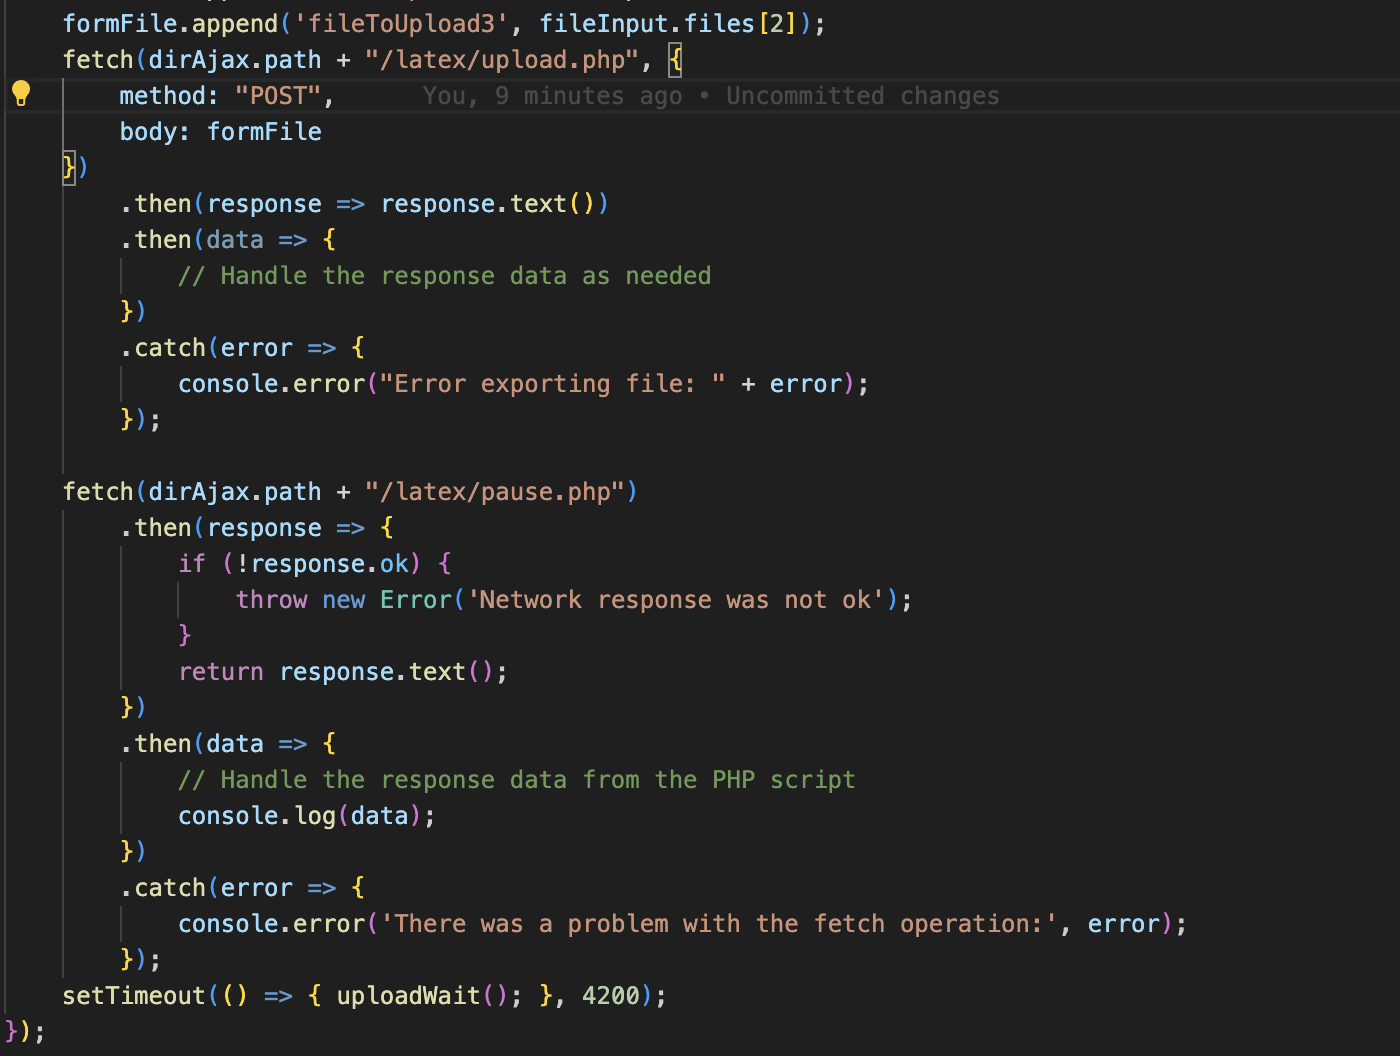 formFile.append('fileToUpload3', fileInput.files[2]);
fetch(dirAjax.path + "/latex/upload.php", {
method: "POST", You, 9 minutes ago • Uncommitted changes
body: formFile
})
.then(response => response.text())
.then(data => {
// Handle the response data as needed
})
.catch(error => {
console.error("Error exporting file: " + error);
});
fetch(dirAjax.path + "/latex/pause.php")
.then(response => {
if (!response.ok) {
throw new Error('Network response was not ok');
}
return response.text();
})
.then(data => {
// Handle the response data from the PHP script
console.log(data);
})
.catch(error => {
console.error('There was a problem with the fetch operation:', error);
});
setTimeout(() => { uploadWait(); }, 4200);
});